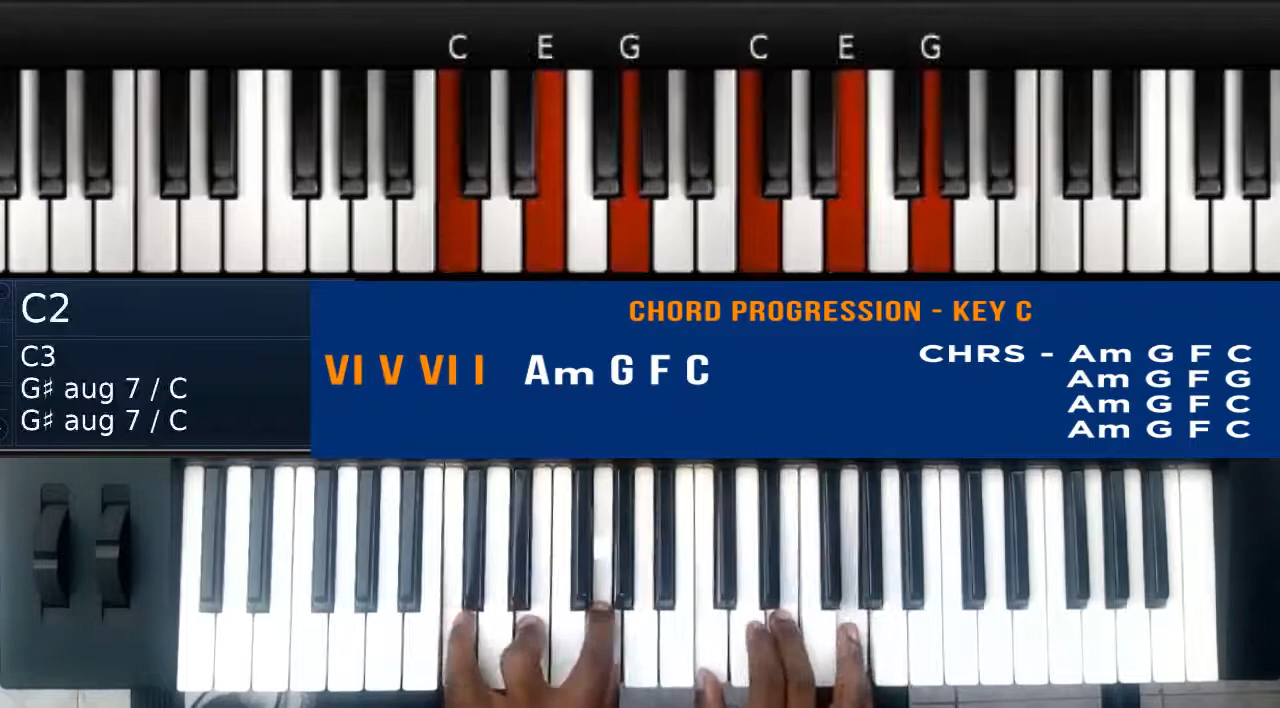 C E G C E G
C2
C3
G♯ aug 7 / C
G♯ aug 7 / C
CHORD PROGRESSION - KEY C
VI V VI I Am G F C
CHRS - Am G F C
Am G F G
Am G F C
Am G F C